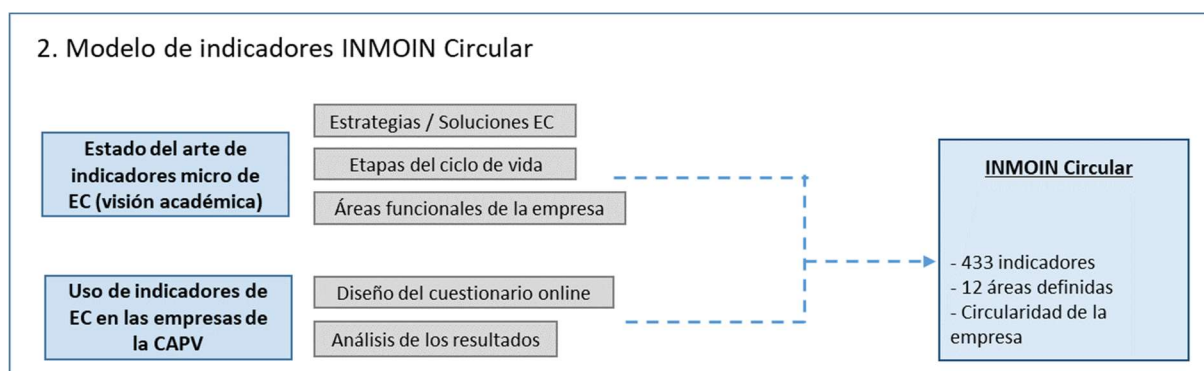 2. Modelo de indicadores INMOIN Circular
Estado del arte de
indicadores micro de
EC (visión académica)
Estrategias / Soluciones EC
Etapas del ciclo de vida
Áreas funcionales de la empresa
Uso de indicadores de
EC en las empresas de
la CAPV
Diseño del cuestionario online
Análisis de los resultados
INMOIN Circular
- 433 indicadores
- 12 áreas definidas
- Circularidad de la
empresa